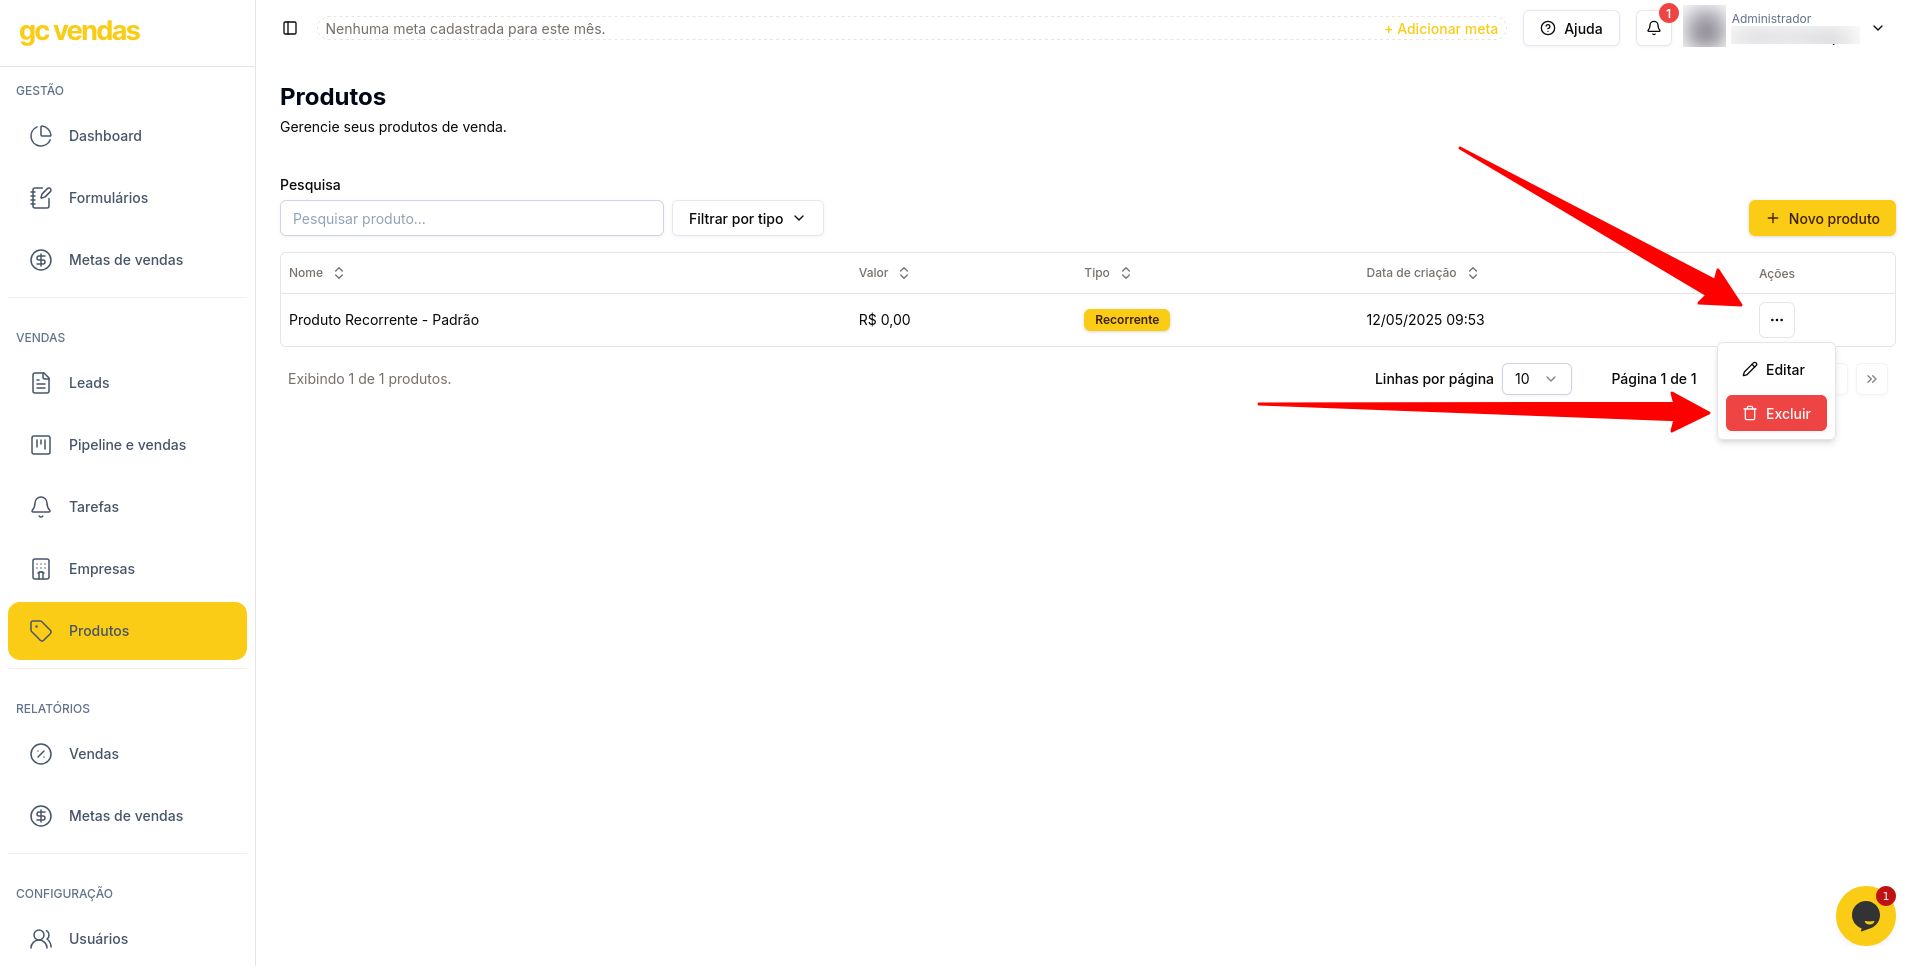 gc vendas
GESTÃO
Dashboard
Formulários
Metas de vendas
VENDAS
Leads
Pipeline e vendas
Tarefas
Empresas
Produtos
RELATÓRIOS
Vendas
Metas de vendas
CONFIGURAÇÃO
Usuários
Nenhuma meta cadastrada para este mês. + Adicionar meta
Ajuda
1
Administrador
Produtos
Gerencie seus produtos de venda.
Pesquisa
Pesquisar produto...
Filtrar por tipo
+ Novo produto
Nome Valor Tipo Data de criação Ações
Produto Recorrente - Padrão R$ 0,00 Recorrente 12/05/2025 09:53 ...
Exibindo 1 de 1 produtos. Linhas por página 10 Página 1 de 1 »
Editar
Excluir
1